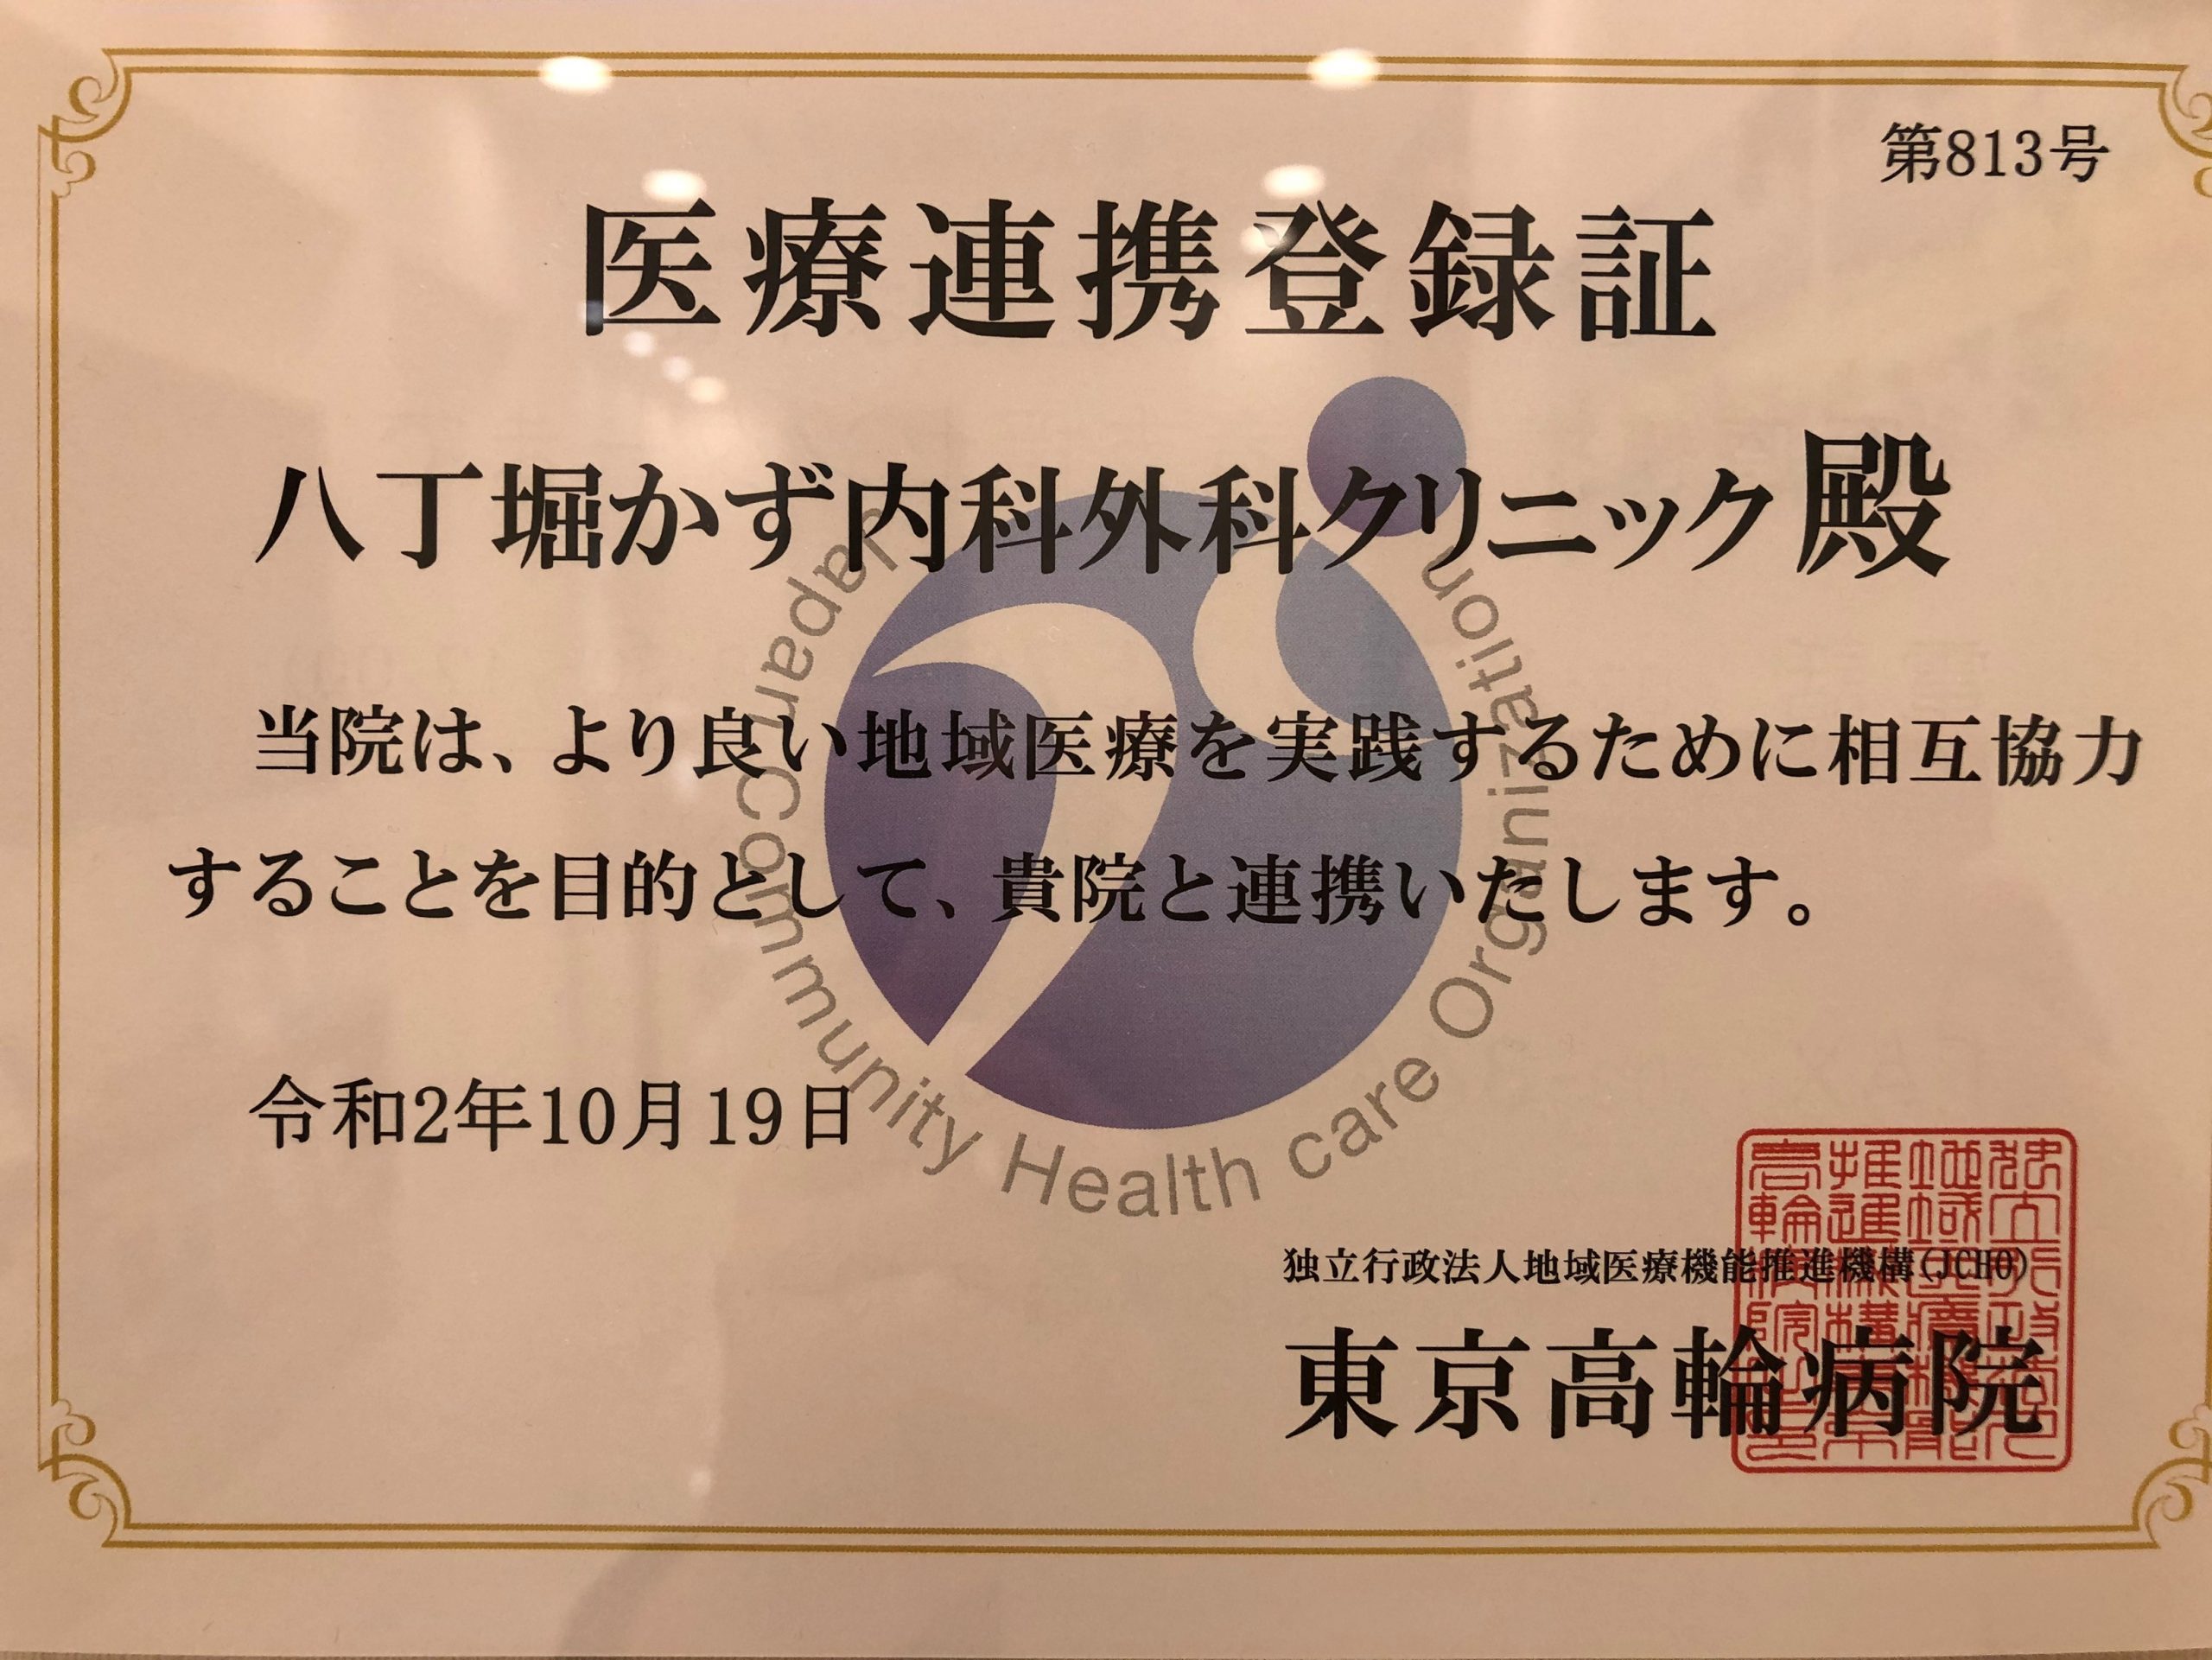 第813号
医療連携登録証
八丁堀かず内科外科クリニック殿
当院は、より良い地域医療を実践するために相互協力
することを目的として、貴院と連携いたします。
令和2年10月19日
Japan Community Health care Organization
独立行政法人地域医療機能推進機構(JCHO)
東京高輪病院